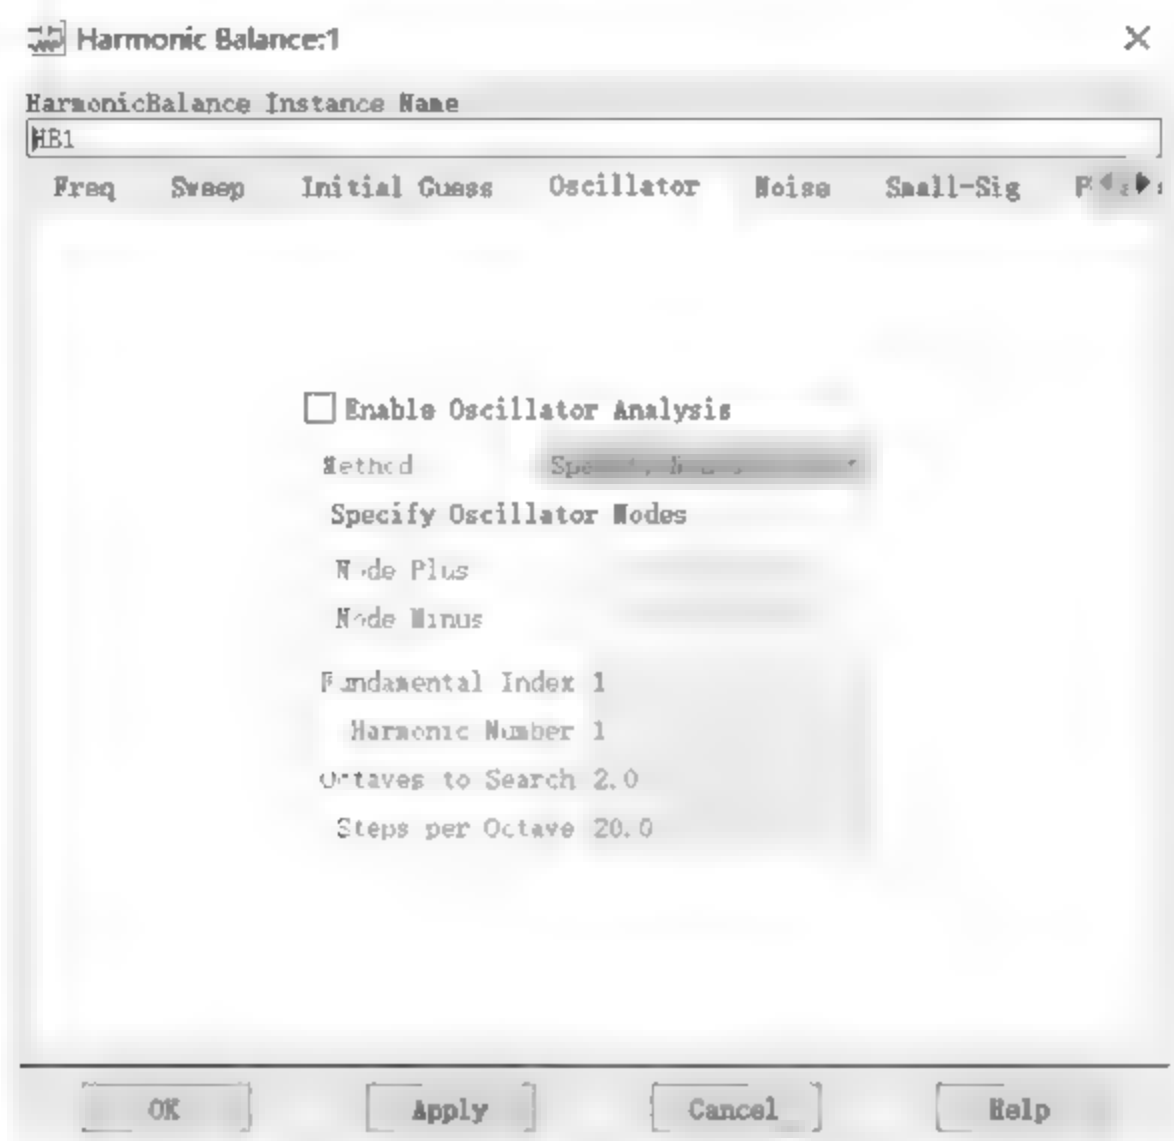 Harmonic Balance:1
HarmonicBalance Instance Name
HB1
Freq Sweep Initial Guess Oscillator Noise Small-Sig
Enable Oscillator Analysis
Method
Specify Oscillator Nodes
Node Plus
Node Minus
Fundamental Index 1
Harmonic Number 1
Octaves to Search 2.0
Steps per Octave 20.0
OK Apply Cancel Help